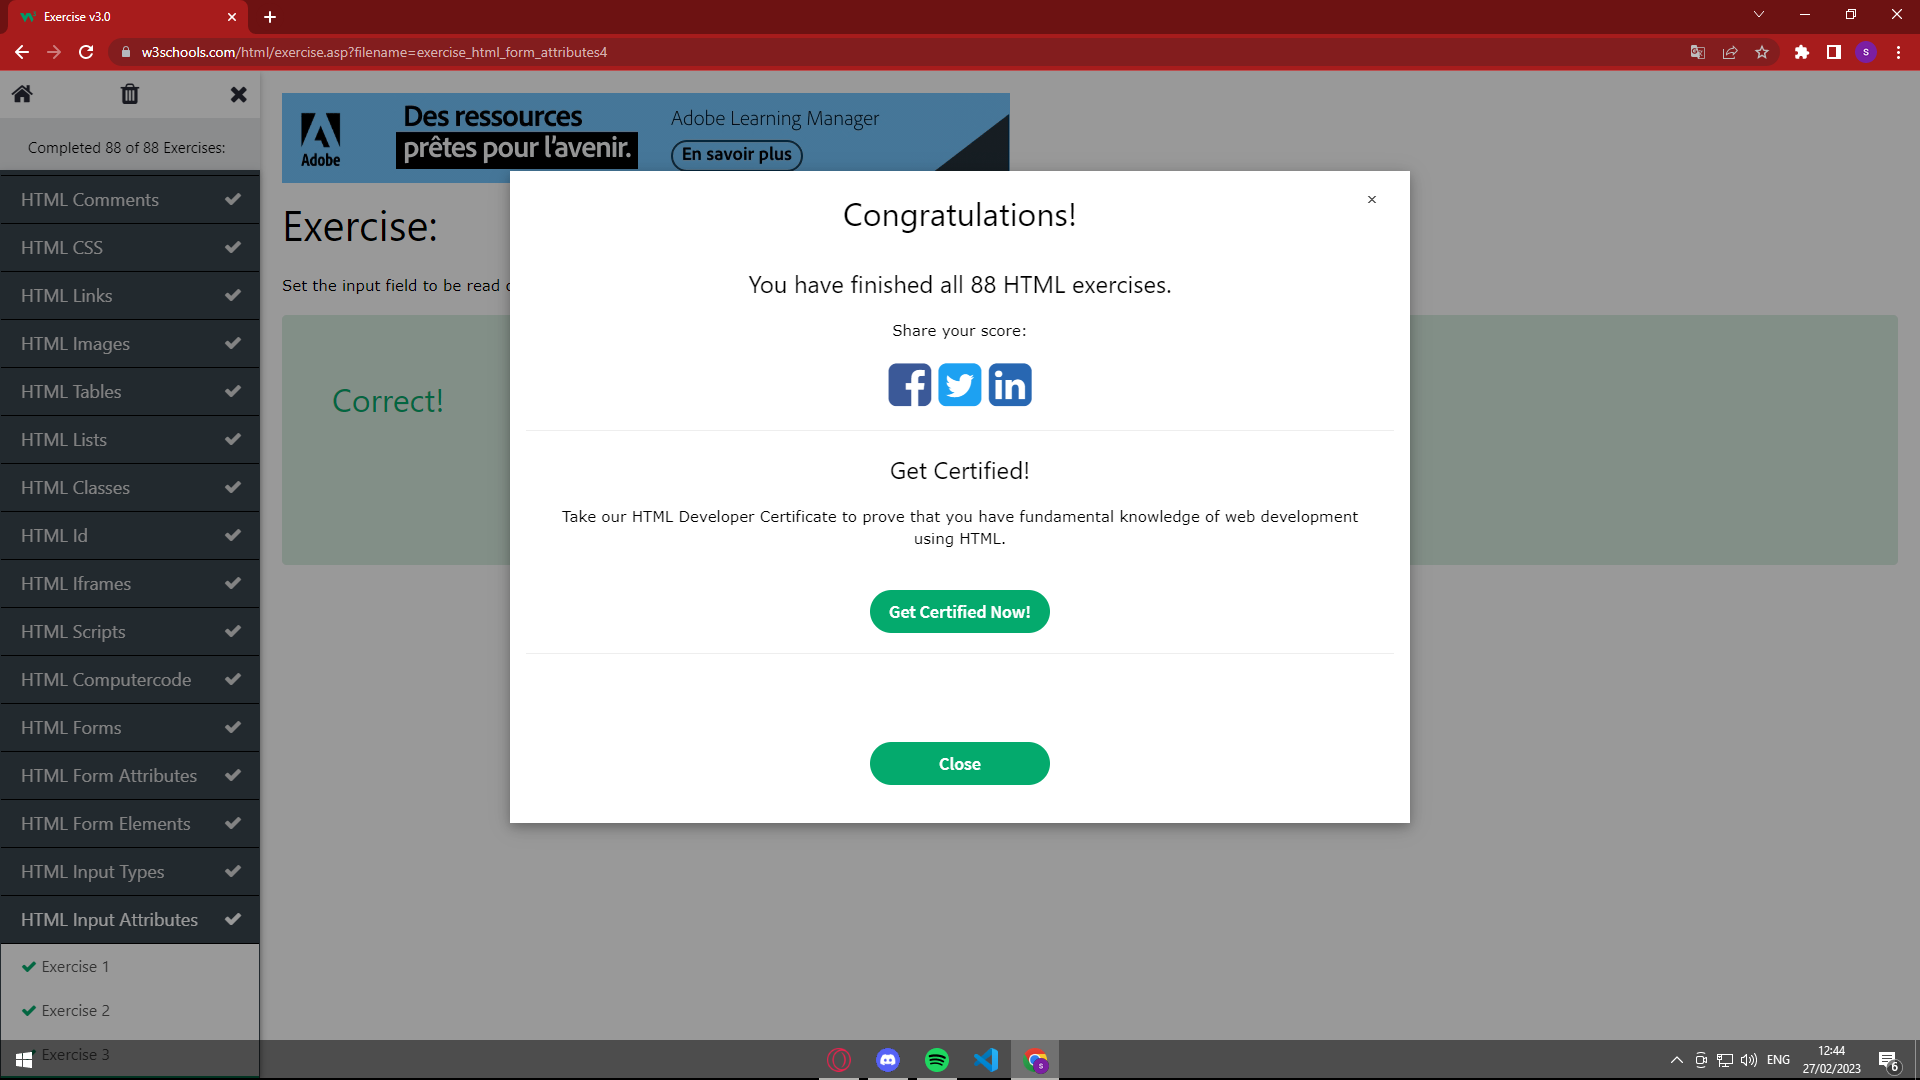 Exercise v3.0
w3schools.com/html/exercise.asp?filename=exercise_html_form_attributes4
S
Completed 88 of 88 Exercises:
HTML Comments
HTML CSS
HTML Links
HTML Images
HTML Tables
HTML Lists
HTML Classes
HTML Id
HTML Iframes
HTML Scripts
HTML Computercode
HTML Forms
HTML Form Attributes
HTML Form Elements
HTML Input Types
HTML Input Attributes
Exercise 1
Exercise 2
Exercise 3
Adobe
Des ressources
prêtes pour l'avenir.
Adobe Learning Manager
En savoir plus
Exercise:
Set the input field to be read
Correct!
×
Congratulations!
You have finished all 88 HTML exercises.
Share your score:
Get Certified!
Take our HTML Developer Certificate to prove that you have fundamental knowledge of web development
using HTML.
Get Certified Now!
Close
ENG
12:44
27/02/2023
6